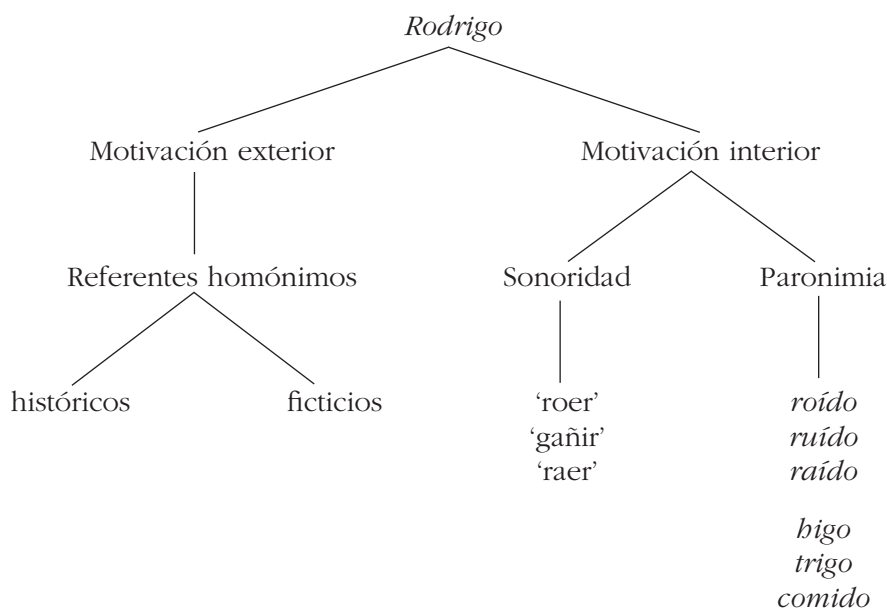 Rodrigo
Motivación exterior
Motivación interior
Referentes homónimos
Sonoridad
Paronimia
históricos
ficticios
‘roer’
‘gañir’
‘raer’
roído
ruído
raído
higo
trigo
comido